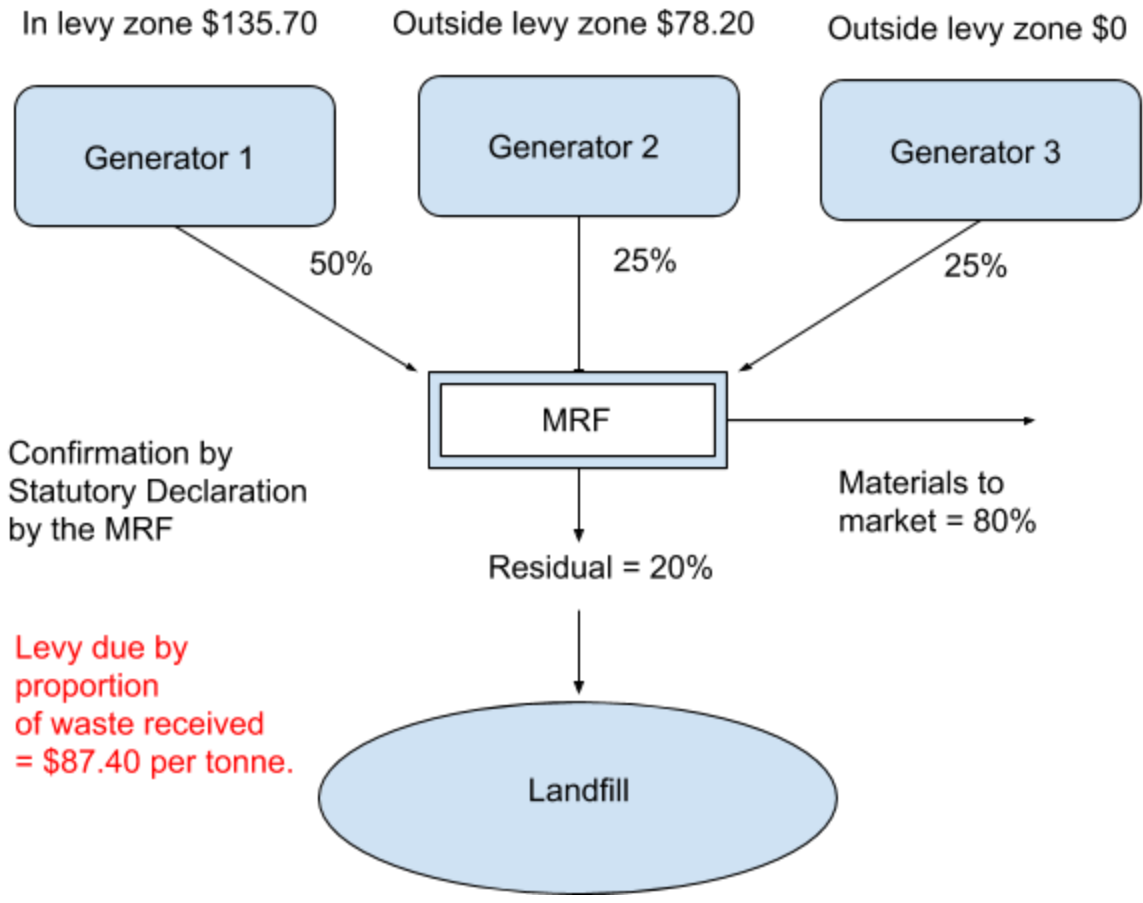 In levy zone $135.70
Outside levy zone $78.20
Outside levy zone $0
Generator 1
Generator 2
Generator 3
50%
25%
25%
MRF
Confirmation by
Statutory Declaration
by the MRF
Materials to
market = 80%
Residual = 20%
Levy due by
proportion
of waste received
= $87.40 per tonne.
Landfill